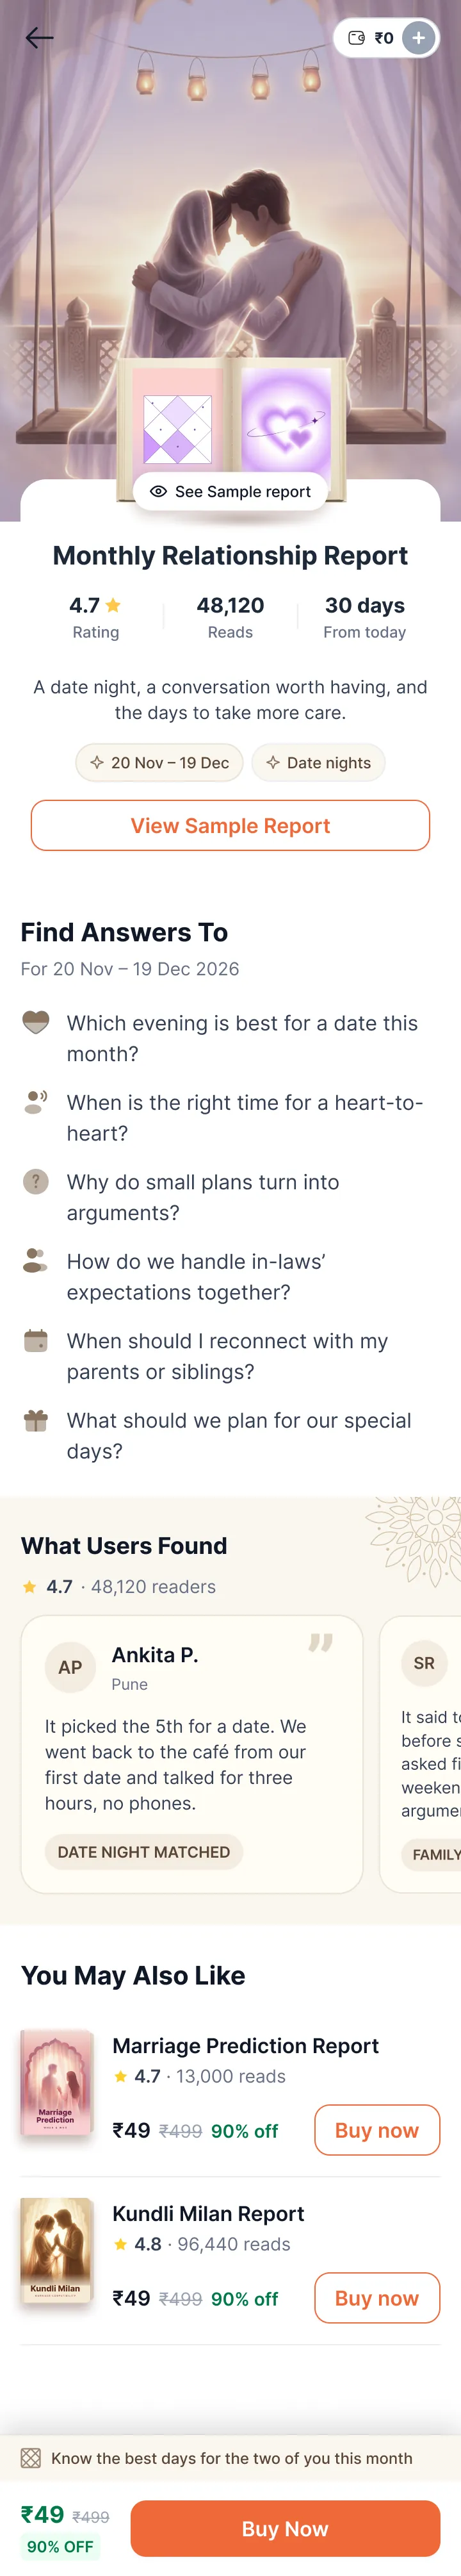 ₹0
See Sample report
Monthly Relationship Report
4.7
48,120
30 days
Rating
Reads
From today
A date night, a conversation worth having, and
the days to take more care.
20 Nov – 19 Dec
Date nights
View Sample Report
Find Answers To
For 20 Nov – 19 Dec 2026
Which evening is best for a date this
month?
When is the right time for a heart-to-
heart?
Why do small plans turn into
arguments?
How do we handle in-laws’
expectations together?
When should I reconnect with my
parents or siblings?
What should we plan for our special
days?
What Users Found
4.7 · 48,120 readers
AP
Ankita P.
Pune
It picked the 5th for a date. We
went back to the café from our
first date and talked for three
hours, no phones.
DATE NIGHT MATCHED
SR
It said
before
asked
FAMILY
You May Also Like
Marriage
Prediction
Marriage Prediction Report
4.7 · 13,000 reads
₹49 ₹499 90% off
Buy now
Kundli Milan
Kundli Milan Report
4.8 · 96,440 reads
₹49 ₹499 90% off
Buy now
Know the best days for the two of you this month
₹49 ₹499
90% OFF
Buy Now